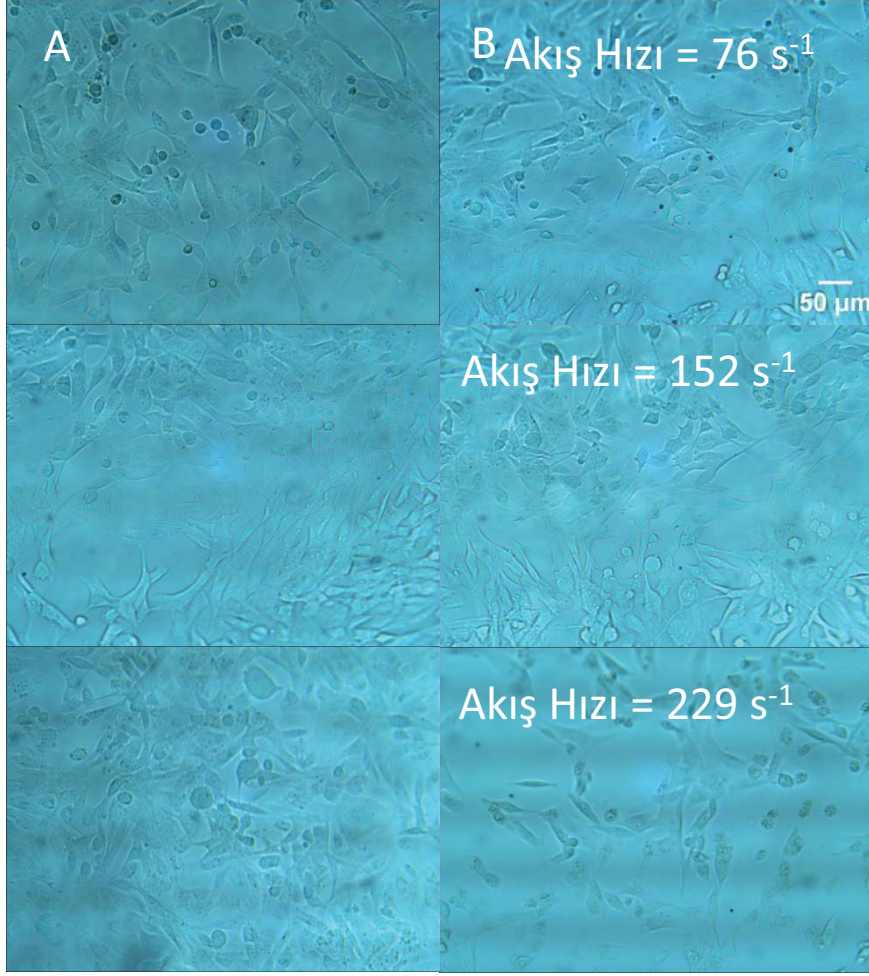 A
B Akış Hızı = 76 s⁻¹
50 µm
Akış Hızı = 152 s⁻¹
Akış Hızı = 229 s⁻¹